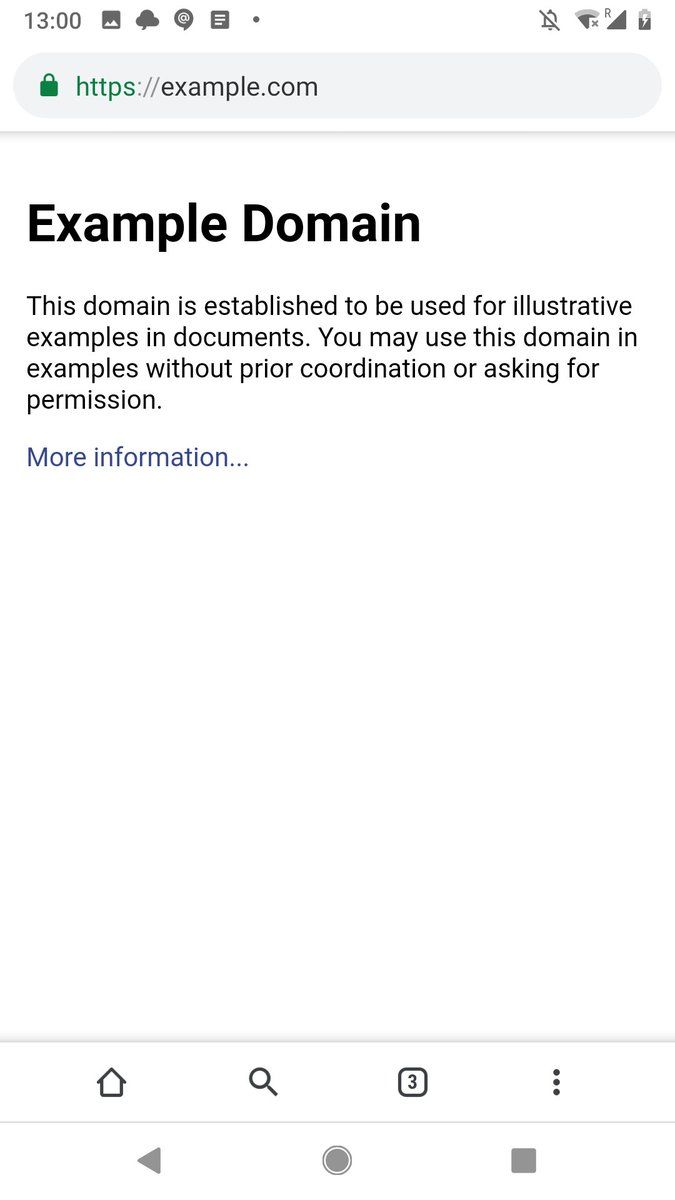 13:00
R
https://example.com
Example Domain
This domain is established to be used for illustrative
examples in documents. You may use this domain in
examples without prior coordination or asking for
permission.
More information...
3